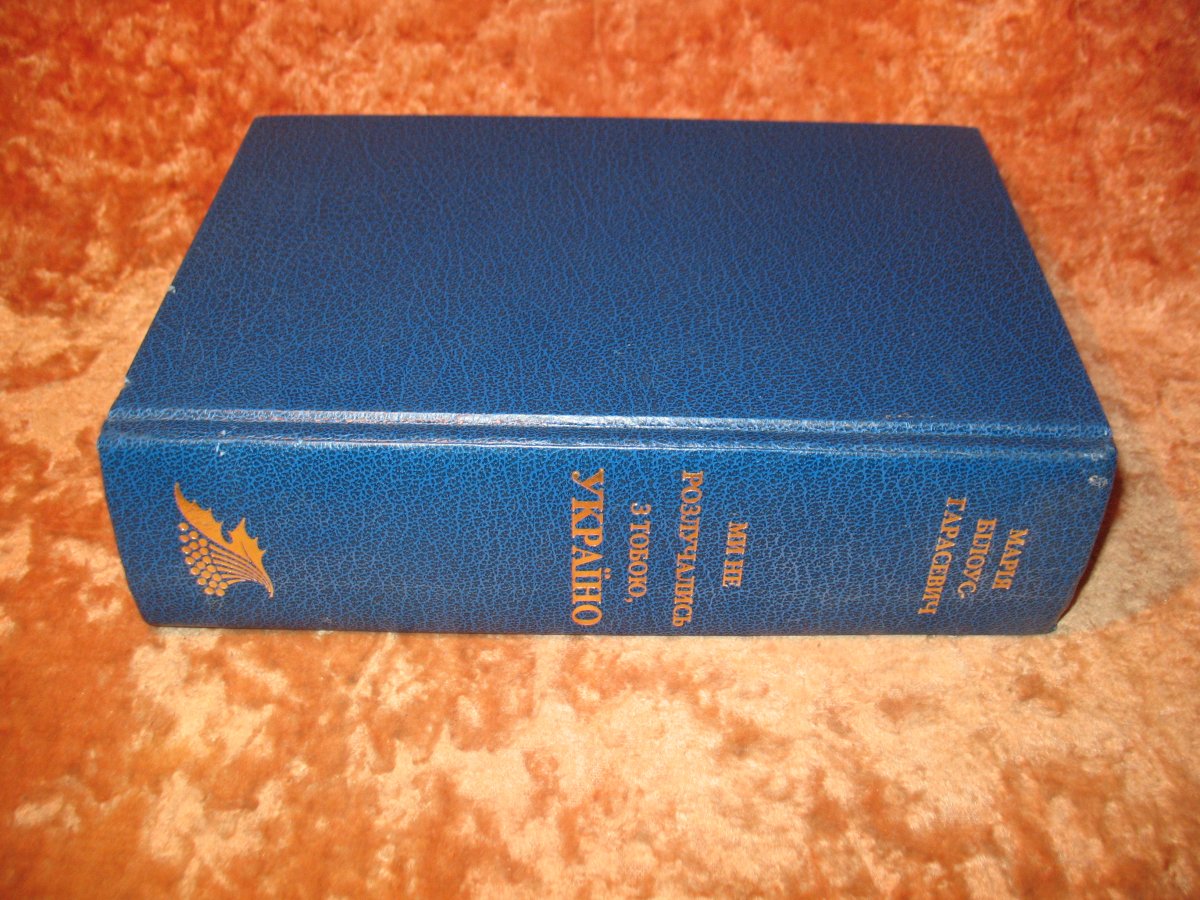 МАРІЯ
БІЛОУС-
ГАРАСЕВИЧ
МИ НЕ
РОЗЛУЧАЛИСЬ
З ТОБОЮ,
УКРАЇНО